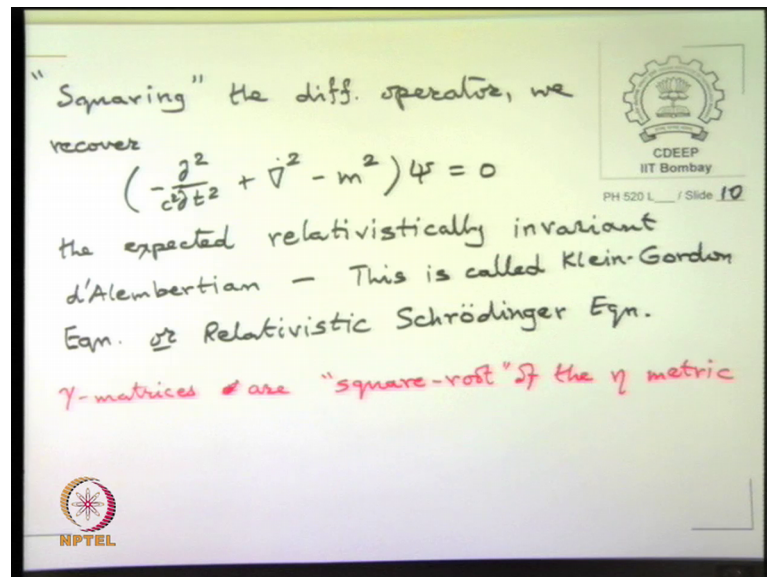 "Squaring" the diff. operator, we
recover
(-∂²/c²∂t² + ∇² - m²)Ψ = 0
the expected relativistically invariant
d'Alembertian — This is called Klein-Gordon
Eqn. or Relativistic Schrödinger Eqn.
γ-matrices are "square-root" of the η metric
CDEEP
IIT Bombay
PH 520 L___ / Slide 10
NPTEL